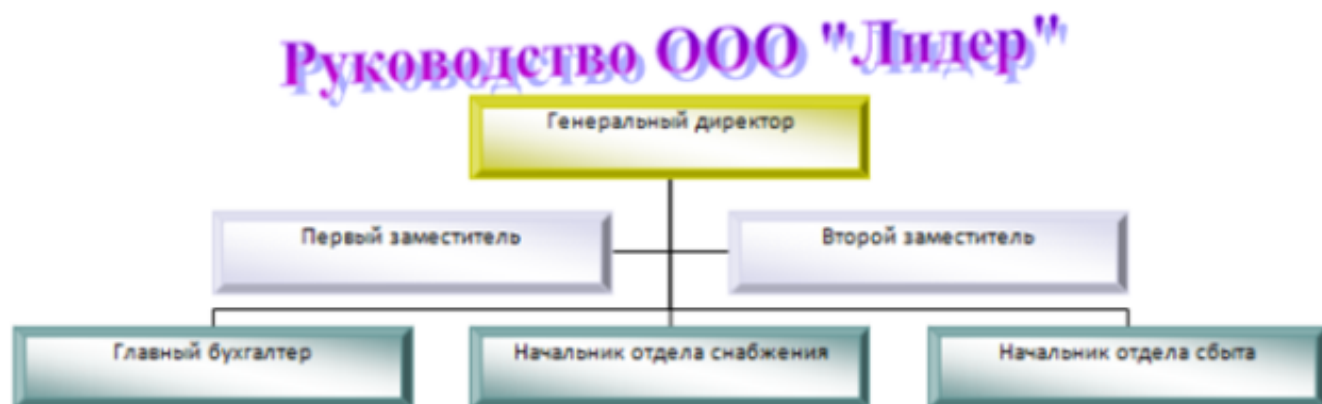 Руководство ООО "Лидер"
Генеральный директор
Первый заместитель
Второй заместитель
Главный бухгалтер
Начальник отдела снабжения
Начальник отдела сбыта